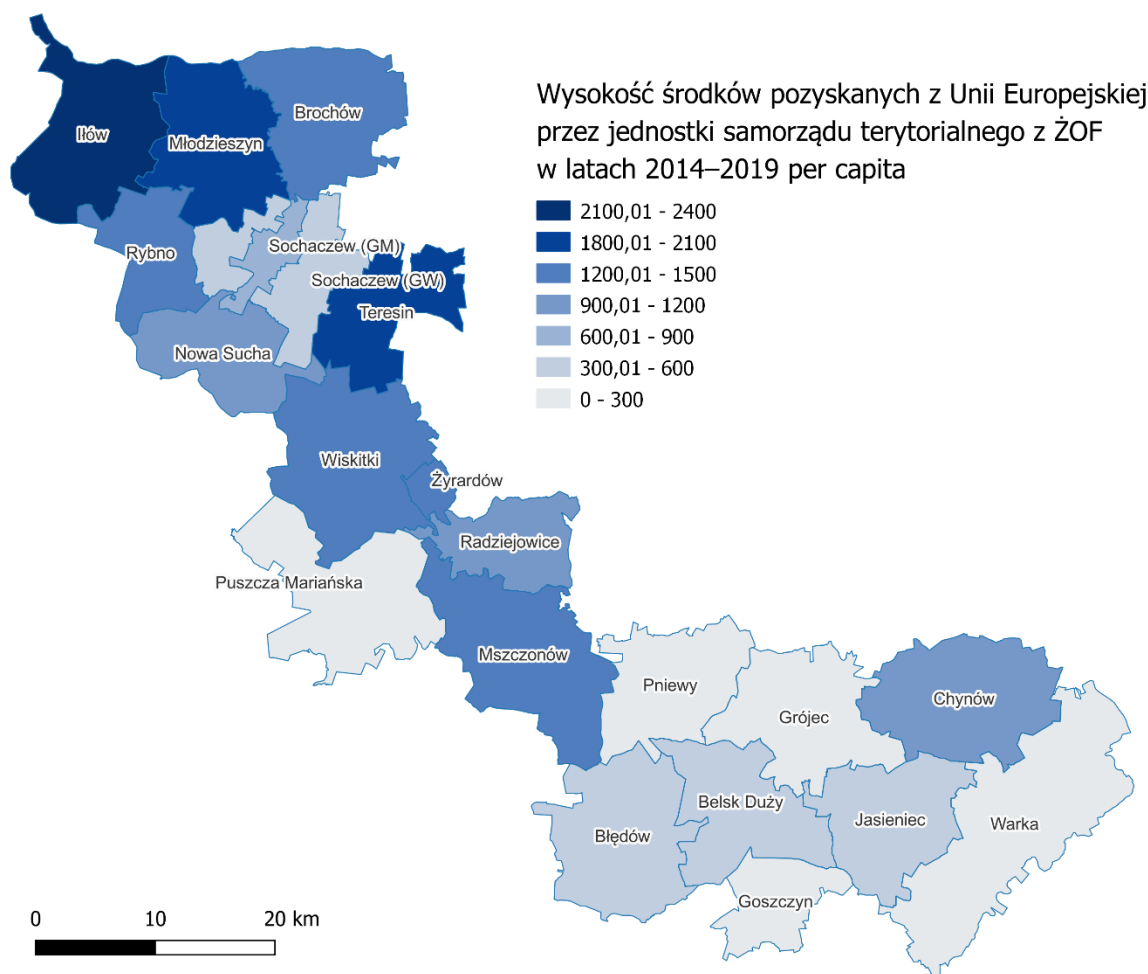 Wysokość środków pozyskanych z Unii Europejskiej
przez jednostki samorządu terytorialnego z ŻOF
w latach 2014–2019 per capita
2100,01 - 2400
1800,01 - 2100
1200,01 - 1500
900,01 - 1200
600,01 - 900
300,01 - 600
0 - 300
Iłów
Młodzieszyn
Brochów
Rybno
Sochaczew (GM)
Sochaczew (GW)
Teresin
Nowa Sucha
Wiskitki
Żyrardów
Radziejowice
Puszcza Mariańska
Mszczonów
Pniewy
Grójec
Chynów
Belsk Duży
Błędów
Jasieniec
Warka
Goszczyn
0 10 20 km